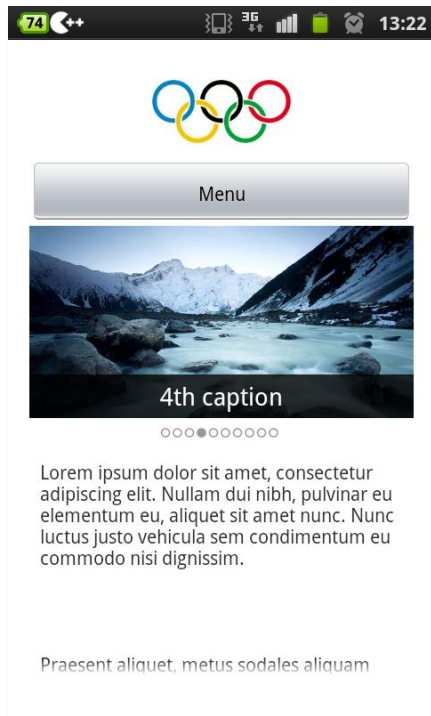 74 ++ 3G 13:22
Menu
4th caption
Lorem ipsum dolor sit amet, consectetur
adipiscing elit. Nullam dui nibh, pulvinar eu
elementum eu, aliquet sit amet nunc. Nunc
luctus justo vehicula sem condimentum eu
commodo nisi dignissim.
Praesent aliquet, metus sodales aliquam